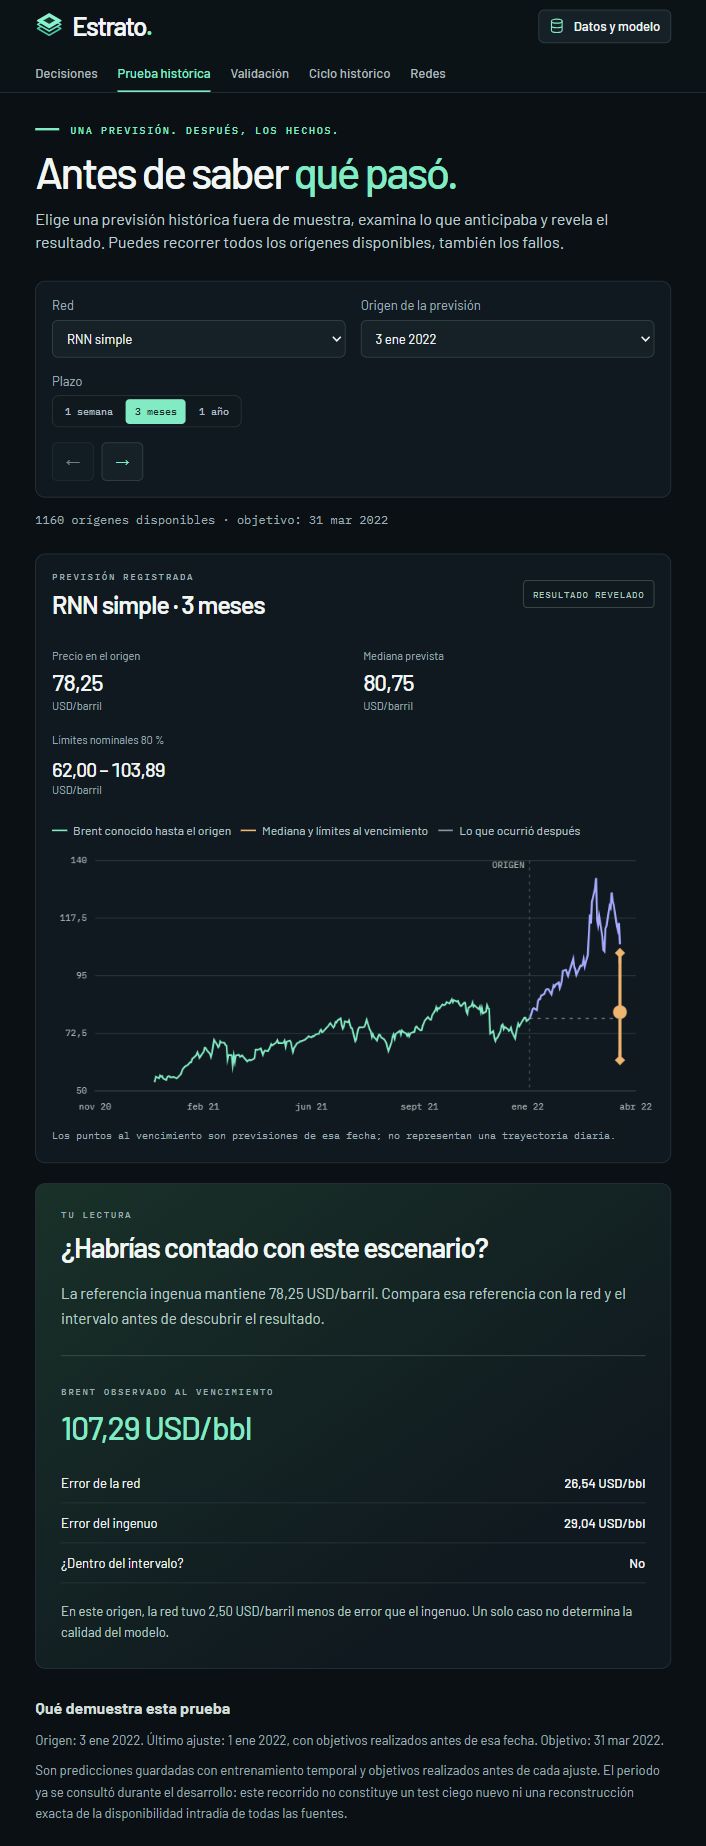 Estrato.
Datos y modelo
Decisiones Prueba histórica Validación Ciclo histórico Redes
UNA PREVISIÓN. DESPUÉS, LOS HECHOS.
Antes de saber qué pasó.
Elige una previsión histórica fuera de muestra, examina lo que anticipaba y revela el
resultado. Puedes recorrer todos los orígenes disponibles, también los fallos.
Red
Origen de la previsión
RNN simple
3 ene 2022
Plazo
1 semana 3 meses 1 año
← →
1160 orígenes disponibles · objetivo: 31 mar 2022
PREVISIÓN REGISTRADA
RNN simple · 3 meses
RESULTADO REVELADO
Precio en el origen
78,25
USD/barril
Mediana prevista
80,75
USD/barril
Límites nominales 80 %
62,00 – 103,89
USD/barril
Brent conocido hasta el origen
Mediana y límites al vencimiento
Lo que ocurrió después
ORIGEN
140
117,5
95
72,5
50
nov 20 feb 21 jun 21 sept 21 ene 22 abr 22
Los puntos al vencimiento son previsiones de esa fecha; no representan una trayectoria diaria.
TU LECTURA
¿Habrías contado con este escenario?
La referencia ingenua mantiene 78,25 USD/barril. Compara esa referencia con la red y el
intervalo antes de descubrir el resultado.
BRENT OBSERVADO AL VENCIMIENTO
107,29 USD/bbl
Error de la red 26,54 USD/bbl
Error del ingenuo 29,04 USD/bbl
¿Dentro del intervalo? No
En este origen, la red tuvo 2,50 USD/barril menos de error que el ingenuo. Un solo caso no determina la
calidad del modelo.
Qué demuestra esta prueba
Origen: 3 ene 2022. Último ajuste: 1 ene 2022, con objetivos realizados antes de esa fecha. Objetivo: 31 mar 2022.
Son predicciones guardadas con entrenamiento temporal y objetivos realizados antes de cada ajuste. El periodo
ya se consultó durante el desarrollo: este recorrido no constituye un test ciego nuevo ni una reconstrucción
exacta de la disponibilidad intradía de todas las fuentes.